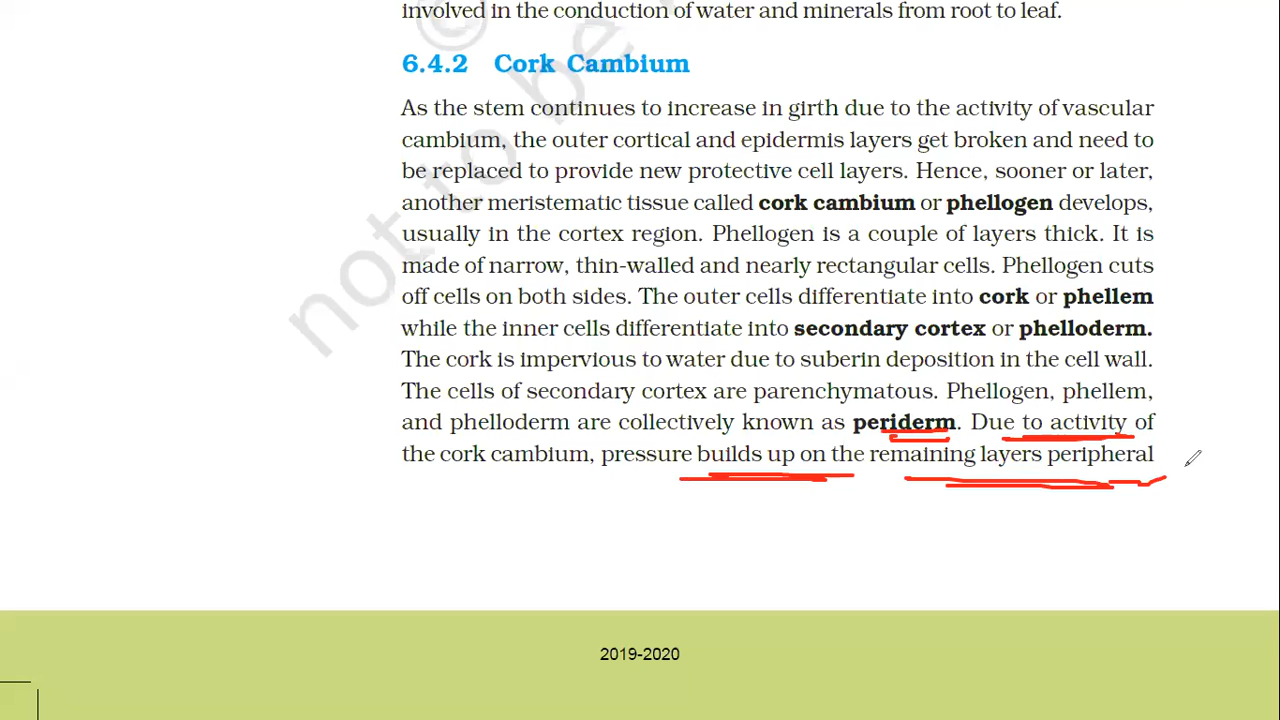 involved in the conduction of water and minerals from root to leaf.
6.4.2 Cork Cambium
As the stem continues to increase in girth due to the activity of vascular
cambium, the outer cortical and epidermis layers get broken and need to
be replaced to provide new protective cell layers. Hence, sooner or later,
another meristematic tissue called cork cambium or phellogen develops,
usually in the cortex region. Phellogen is a couple of layers thick. It is
made of narrow, thin-walled and nearly rectangular cells. Phellogen cuts
off cells on both sides. The outer cells differentiate into cork or phellem
while the inner cells differentiate into secondary cortex or phelloderm.
The cork is impervious to water due to suberin deposition in the cell wall.
The cells of secondary cortex are parenchymatous. Phellogen, phellem,
and phelloderm are collectively known as periderm. Due to activity of
the cork cambium, pressure builds up on the remaining layers peripheral
©
not to be
2019-2020